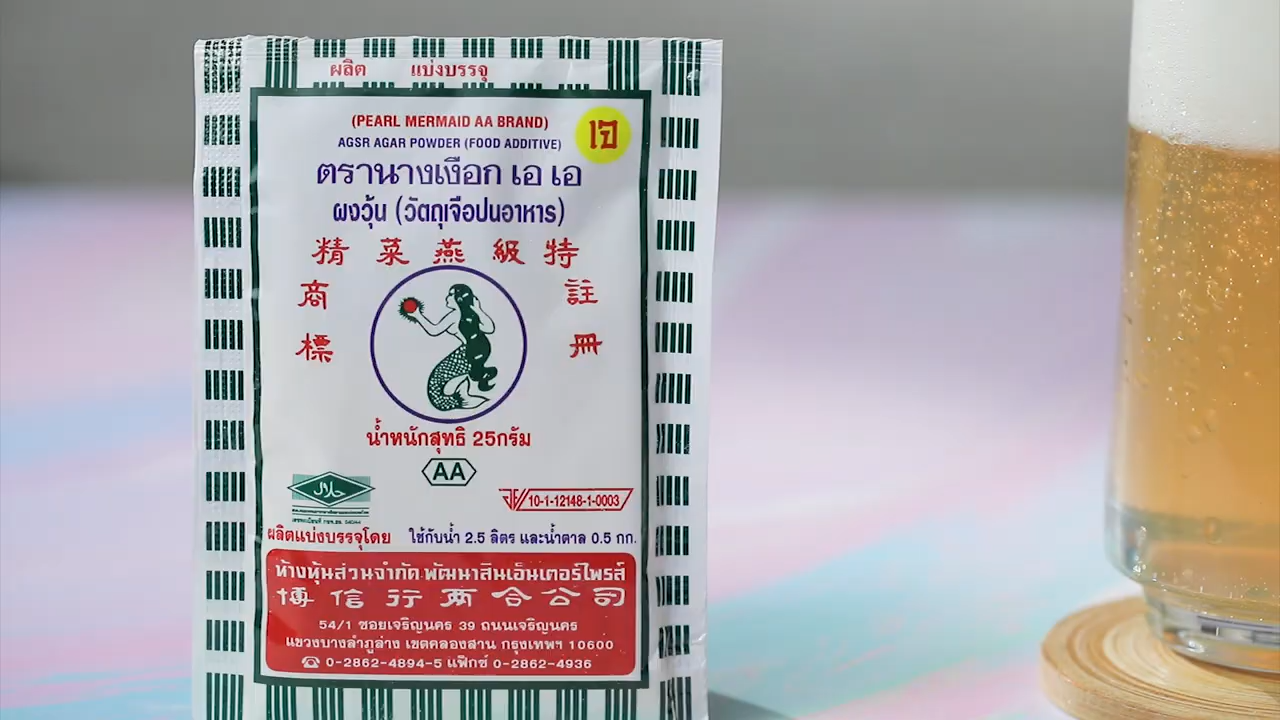 ผลิต แบ่งบรรจุ
(PEARL MERMAID AA BRAND)
เจ
AGSR AGAR POWDER (FOOD ADDITIVE)
ตรานางเงือก เอ เอ
ผงวุ้น (วัตถุเจือปนอาหาร)
精 菜 燕 級 特
商 註
標 冊
น้ำหนักสุทธิ 25กรัม
AA
حلال
10-1-12148-1-0003
ผลิตแบ่งบรรจุโดย ใช้กับน้ำ 2.5 ลิตร และน้ำตาล 0.5 กก.
ห้างหุ้นส่วนจำกัด พัฒนาสินเอ็นเตอร์ไพรส์
博信行兩合公司
54/1 ซอยเจริญนคร 39 ถนนเจริญนคร
แขวงบางลำภูล่าง เขตคลองสาน กรุงเทพฯ 10600
☎ 0-2862-4894-5 แฟ็กซ์ 0-2862-4936